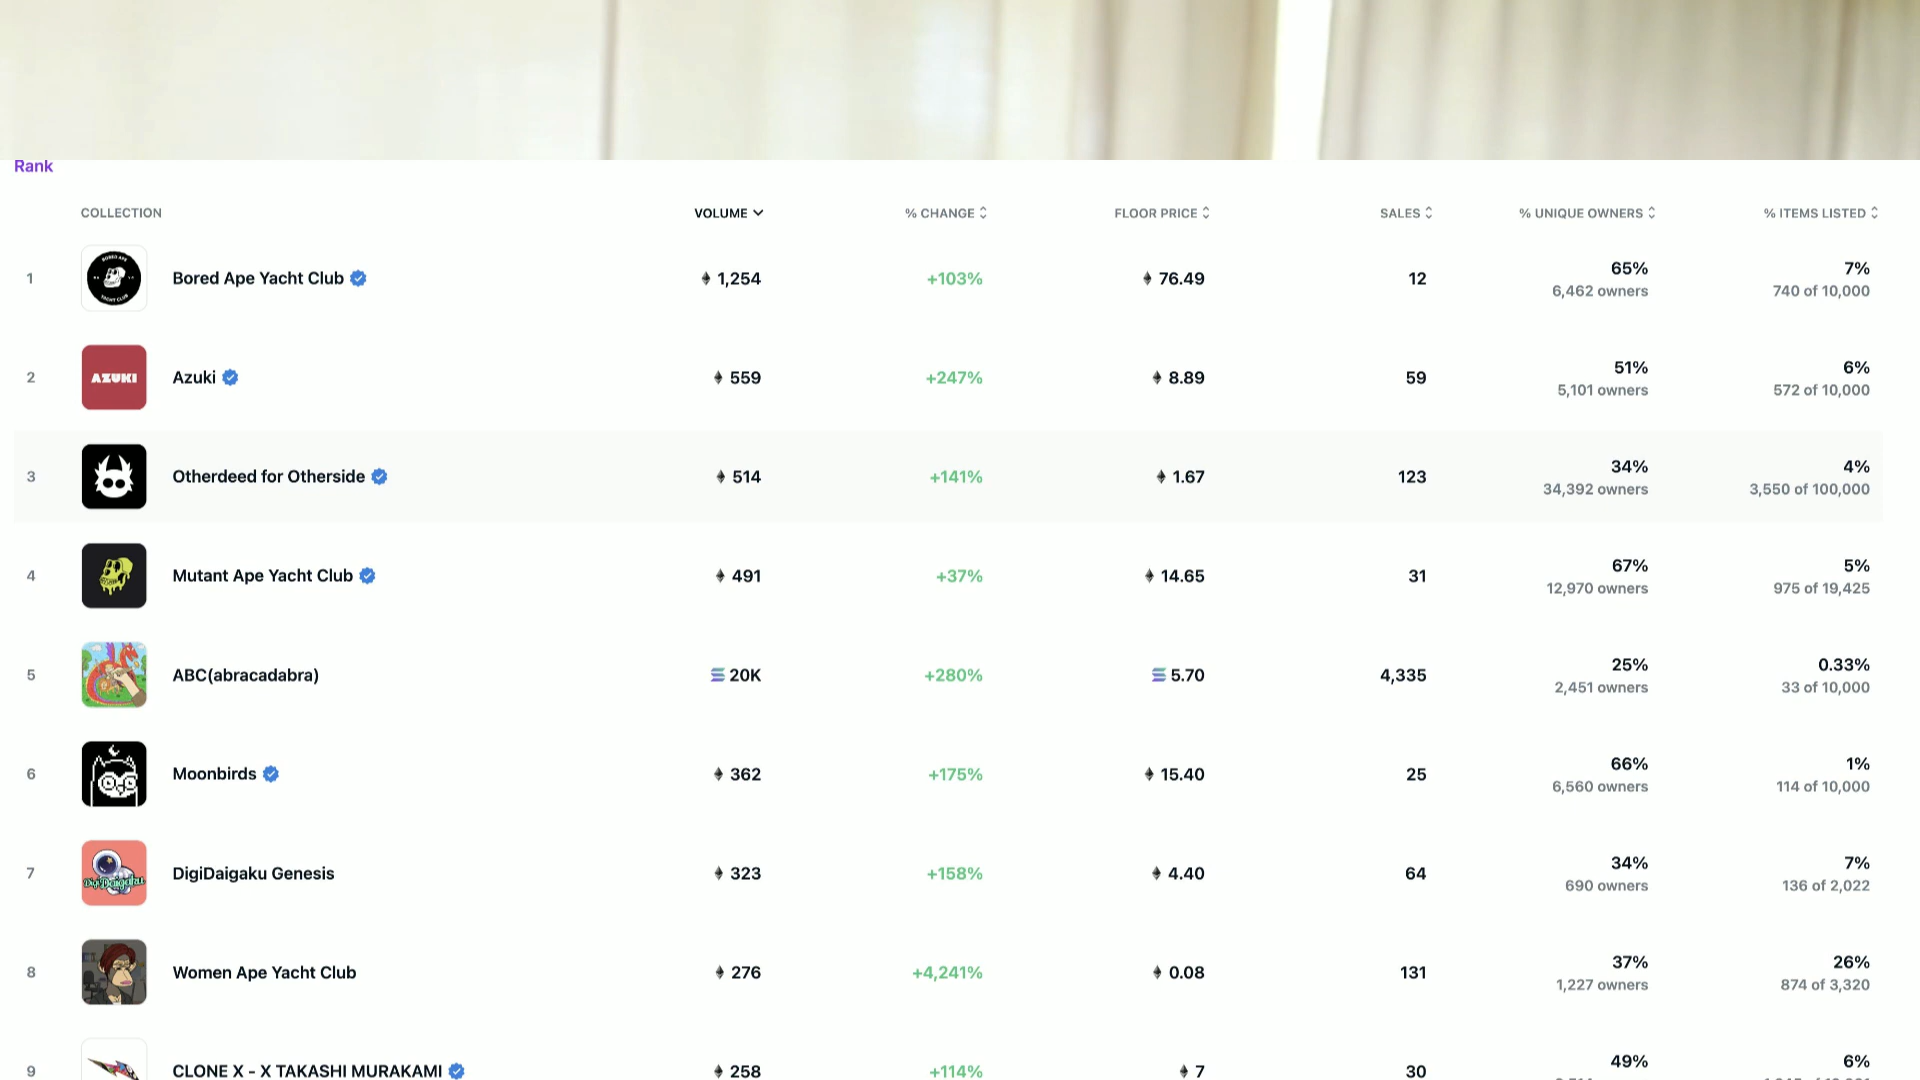 Rank
COLLECTION VOLUME % CHANGE FLOOR PRICE SALES % UNIQUE OWNERS % ITEMS LISTED
1 BORED APE YACHT CLUB Bored Ape Yacht Club 1,254 +103% 76.49 12 65% 7%
6,462 owners 740 of 10,000
2 AZUKI Azuki 559 +247% 8.89 59 51% 6%
5,101 owners 572 of 10,000
3 Otherdeed for Otherside 514 +141% 1.67 123 34% 4%
34,392 owners 3,550 of 100,000
4 Mutant Ape Yacht Club 491 +37% 14.65 31 67% 5%
12,970 owners 975 of 19,425
5 ABC(abracadabra) 20K +280% 5.70 4,335 25% 0.33%
2,451 owners 33 of 10,000
6 Moonbirds 362 +175% 15.40 25 66% 1%
6,560 owners 114 of 10,000
7 DigiDaigaku DigiDaigaku Genesis 323 +158% 4.40 64 34% 7%
690 owners 136 of 2,022
8 Women Ape Yacht Club 276 +4,241% 0.08 131 37% 26%
1,227 owners 874 of 3,320
9 CLONE X - X TAKASHI MURAKAMI 258 +114% 7 30 49% 6%